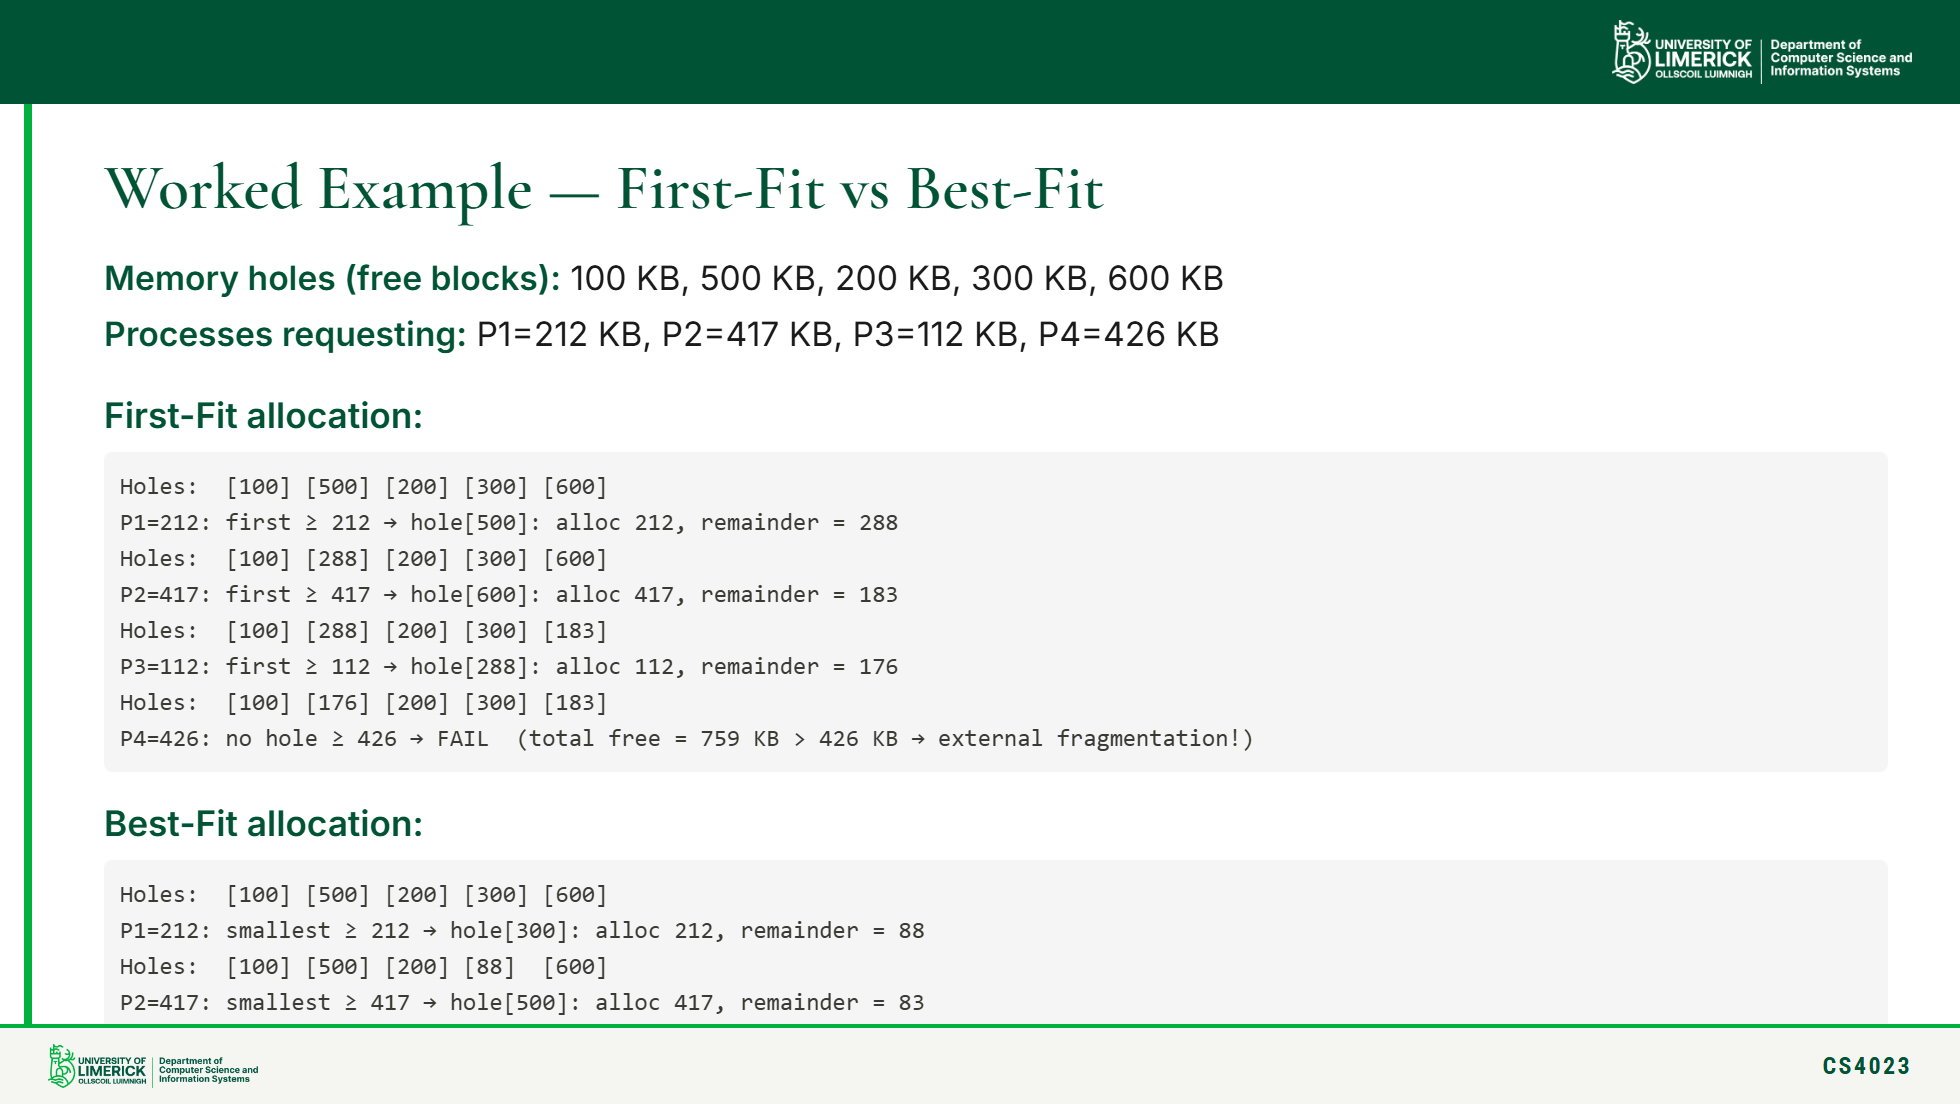 UNIVERSITY OF
LIMERICK
OLLSCOIL LUIMNIGH
Department of
Computer Science and
Information Systems
Worked Example — First-Fit vs Best-Fit
Memory holes (free blocks): 100 KB, 500 KB, 200 KB, 300 KB, 600 KB
Processes requesting: P1=212 KB, P2=417 KB, P3=112 KB, P4=426 KB
First-Fit allocation:
Holes:  [100] [500] [200] [300] [600]
P1=212: first ≥ 212 → hole[500]: alloc 212, remainder = 288
Holes:  [100] [288] [200] [300] [600]
P2=417: first ≥ 417 → hole[600]: alloc 417, remainder = 183
Holes:  [100] [288] [200] [300] [183]
P3=112: first ≥ 112 → hole[288]: alloc 112, remainder = 176
Holes:  [100] [176] [200] [300] [183]
P4=426: no hole ≥ 426 → FAIL  (total free = 759 KB > 426 KB → external fragmentation!)
Best-Fit allocation:
Holes:  [100] [500] [200] [300] [600]
P1=212: smallest ≥ 212 → hole[300]: alloc 212, remainder = 88
Holes:  [100] [500] [200] [88]  [600]
P2=417: smallest ≥ 417 → hole[500]: alloc 417, remainder = 83
UNIVERSITY OF
LIMERICK
OLLSCOIL LUIMNIGH
Department of
Computer Science and
Information Systems
CS4023